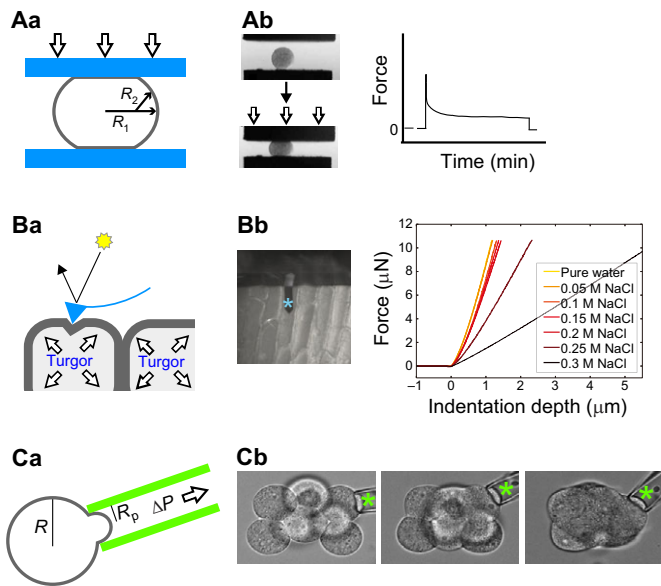 Aa
R2
R1
Ab
Force
0
Time (min)
Ba
Turgor
Turgor
Bb
*
Force (μN)
12
10
8
6
4
2
0
Pure water
0.05 M NaCl
0.1 M NaCl
0.15 M NaCl
0.2 M NaCl
0.25 M NaCl
0.3 M NaCl
−1 0 1 2 3 4 5
Indentation depth (μm)
Ca
R
Rp ΔP
Cb
* * *